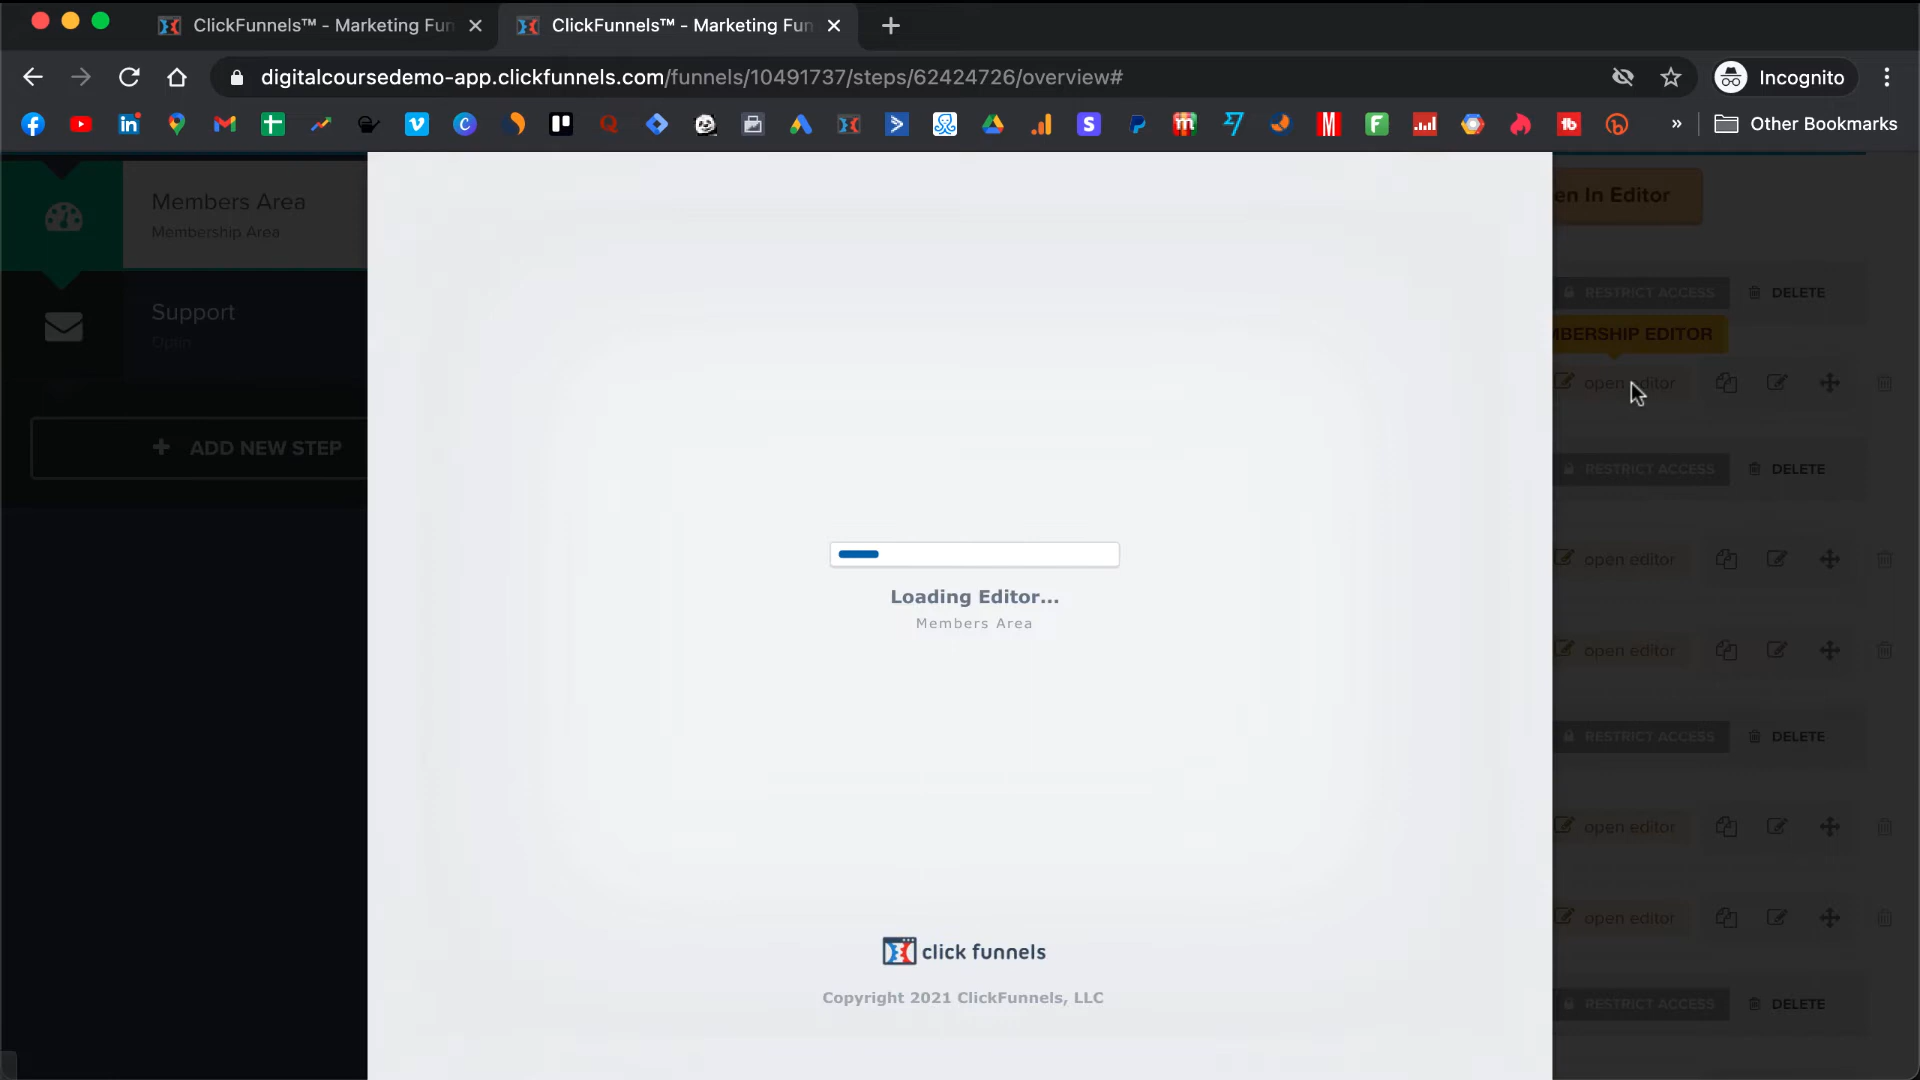 ClickFunnels™ - Marketing Fun
ClickFunnels™ - Marketing Fun
digitalcoursedemo-app.clickfunnels.com/funnels/10491737/steps/62424726/overview#
Incognito
» Other Bookmarks
Members Area
Membership Area
en In Editor
Support
Optin
RESTRICT ACCESS DELETE
MBERSHIP EDITOR
open editor
+ ADD NEW STEP
RESTRICT ACCESS DELETE
open editor
Loading Editor...
Members Area
open editor
RESTRICT ACCESS DELETE
open editor
open editor
click funnels
Copyright 2021 ClickFunnels, LLC
RESTRICT ACCESS DELETE